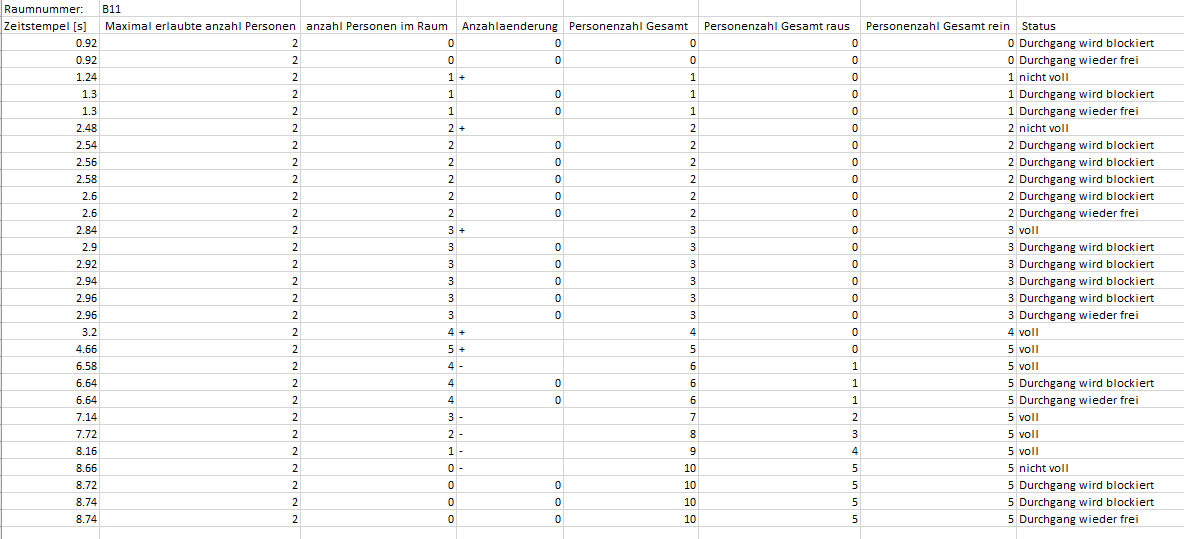 Raumnummer: B11
Zeitstempel [s] Maximal erlaubte anzahl Personen anzahl Personen im Raum Anzahlaenderung Personenzahl Gesamt Personenzahl Gesamt raus Personenzahl Gesamt rein Status
0.92 2 0 0 0 0 0 Durchgang wird blockiert
0.92 2 0 0 0 0 0 Durchgang wieder frei
1.24 2 1 + 1 0 1 nicht voll
1.3 2 1 0 1 0 1 Durchgang wird blockiert
1.3 2 1 0 1 0 1 Durchgang wieder frei
2.48 2 2 + 2 0 2 nicht voll
2.54 2 2 0 2 0 2 Durchgang wird blockiert
2.56 2 2 0 2 0 2 Durchgang wird blockiert
2.58 2 2 0 2 0 2 Durchgang wird blockiert
2.6 2 2 0 2 0 2 Durchgang wird blockiert
2.6 2 2 0 2 0 2 Durchgang wieder frei
2.84 2 3 + 3 0 3 voll
2.9 2 3 0 3 0 3 Durchgang wird blockiert
2.92 2 3 0 3 0 3 Durchgang wird blockiert
2.94 2 3 0 3 0 3 Durchgang wird blockiert
2.96 2 3 0 3 0 3 Durchgang wird blockiert
2.96 2 3 0 3 0 3 Durchgang wieder frei
3.2 2 4 + 4 0 4 voll
4.66 2 5 + 5 0 5 voll
6.58 2 4 - 6 1 5 voll
6.64 2 4 0 6 1 5 Durchgang wird blockiert
6.64 2 4 0 6 1 5 Durchgang wieder frei
7.14 2 3 - 7 2 5 voll
7.72 2 2 - 8 3 5 voll
8.16 2 1 - 9 4 5 voll
8.66 2 0 - 10 5 5 nicht voll
8.72 2 0 0 10 5 5 Durchgang wird blockiert
8.74 2 0 0 10 5 5 Durchgang wird blockiert
8.74 2 0 0 10 5 5 Durchgang wieder frei